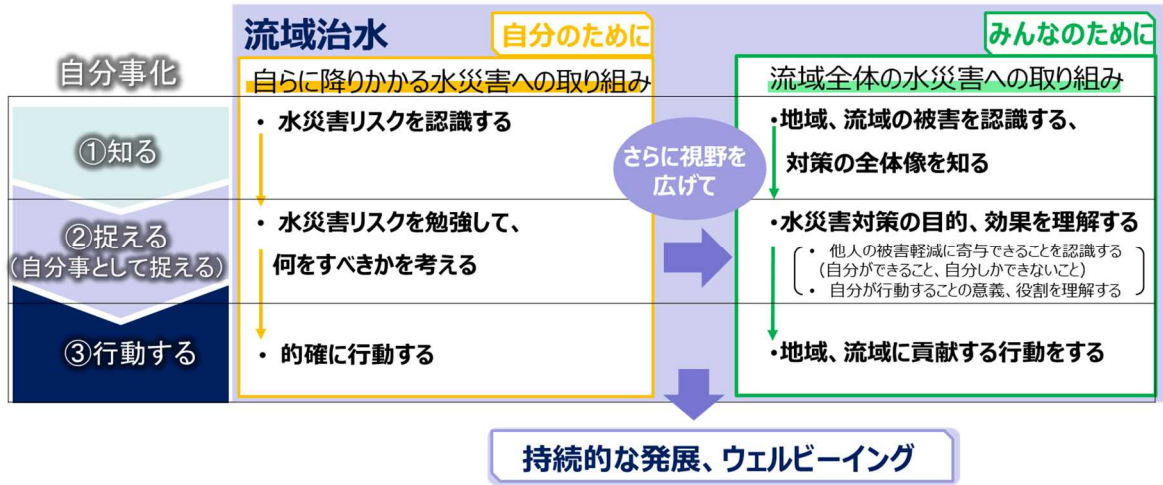 流域治水
自分のために
みんなのために
自分事化
自らに降りかかる水災害への取り組み
流域全体の水災害への取り組み
①知る
・ 水災害リスクを認識する
さらに視野を
広げて
・地域、流域の被害を認識する、
対策の全体像を知る
②捉える
(自分事として捉える)
・ 水災害リスクを勉強して、
何をすべきかを考える
・水災害対策の目的、効果を理解する
・ 他人の被害軽減に寄与できることを認識する
(自分ができること、自分しかできないこと)
・ 自分が行動することの意義、役割を理解する
③行動する
・ 的確に行動する
・地域、流域に貢献する行動をする
持続的な発展、ウェルビーイング